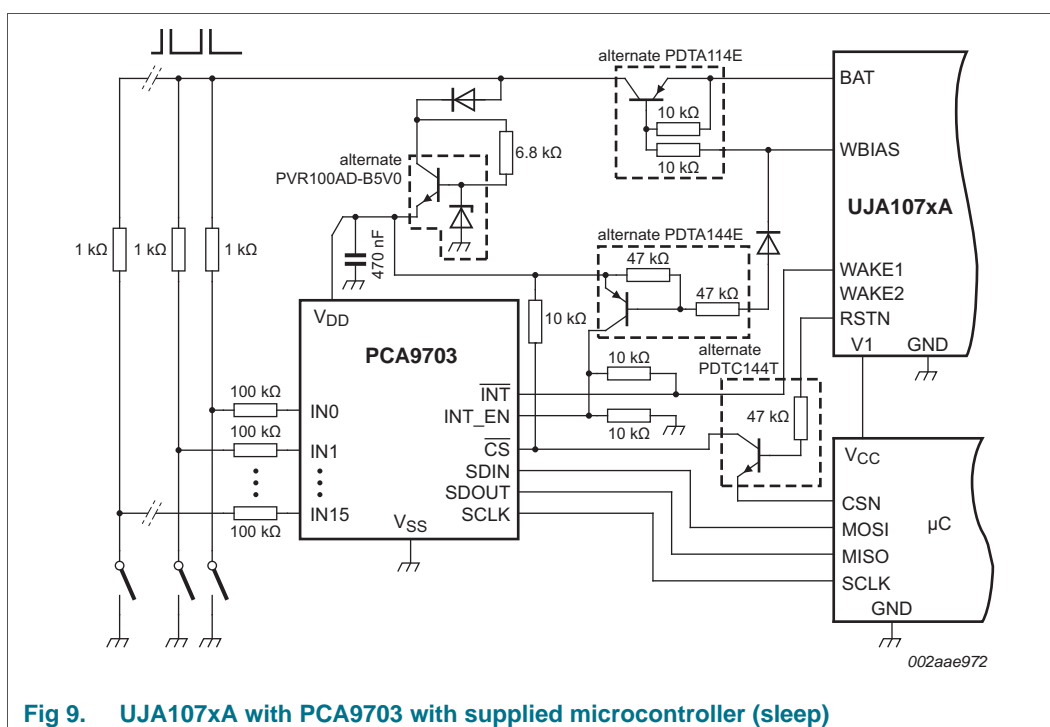 alternate PDTA114E
BAT
10 kΩ
10 kΩ
WBIAS
6.8 kΩ
alternate
PVR100AD-B5V0
UJA107xA
alternate PDTA144E
1 kΩ
1 kΩ
1 kΩ
470 nF
47 kΩ
47 kΩ
WAKE1
WAKE2
RSTN
V1
GND
VDD
PCA9703
10 kΩ
alternate
PDTC144T
10 kΩ
47 kΩ
10 kΩ
100 kΩ
IN0
INT
INT_EN
100 kΩ
IN1
CS
SDIN
SDOUT
SCLK
IN15
100 kΩ
VSS
VCC
CSN
MOSI
MISO
SCLK
μC
GND
002aae972
Fig 9. UJA107xA with PCA9703 with supplied microcontroller (sleep)